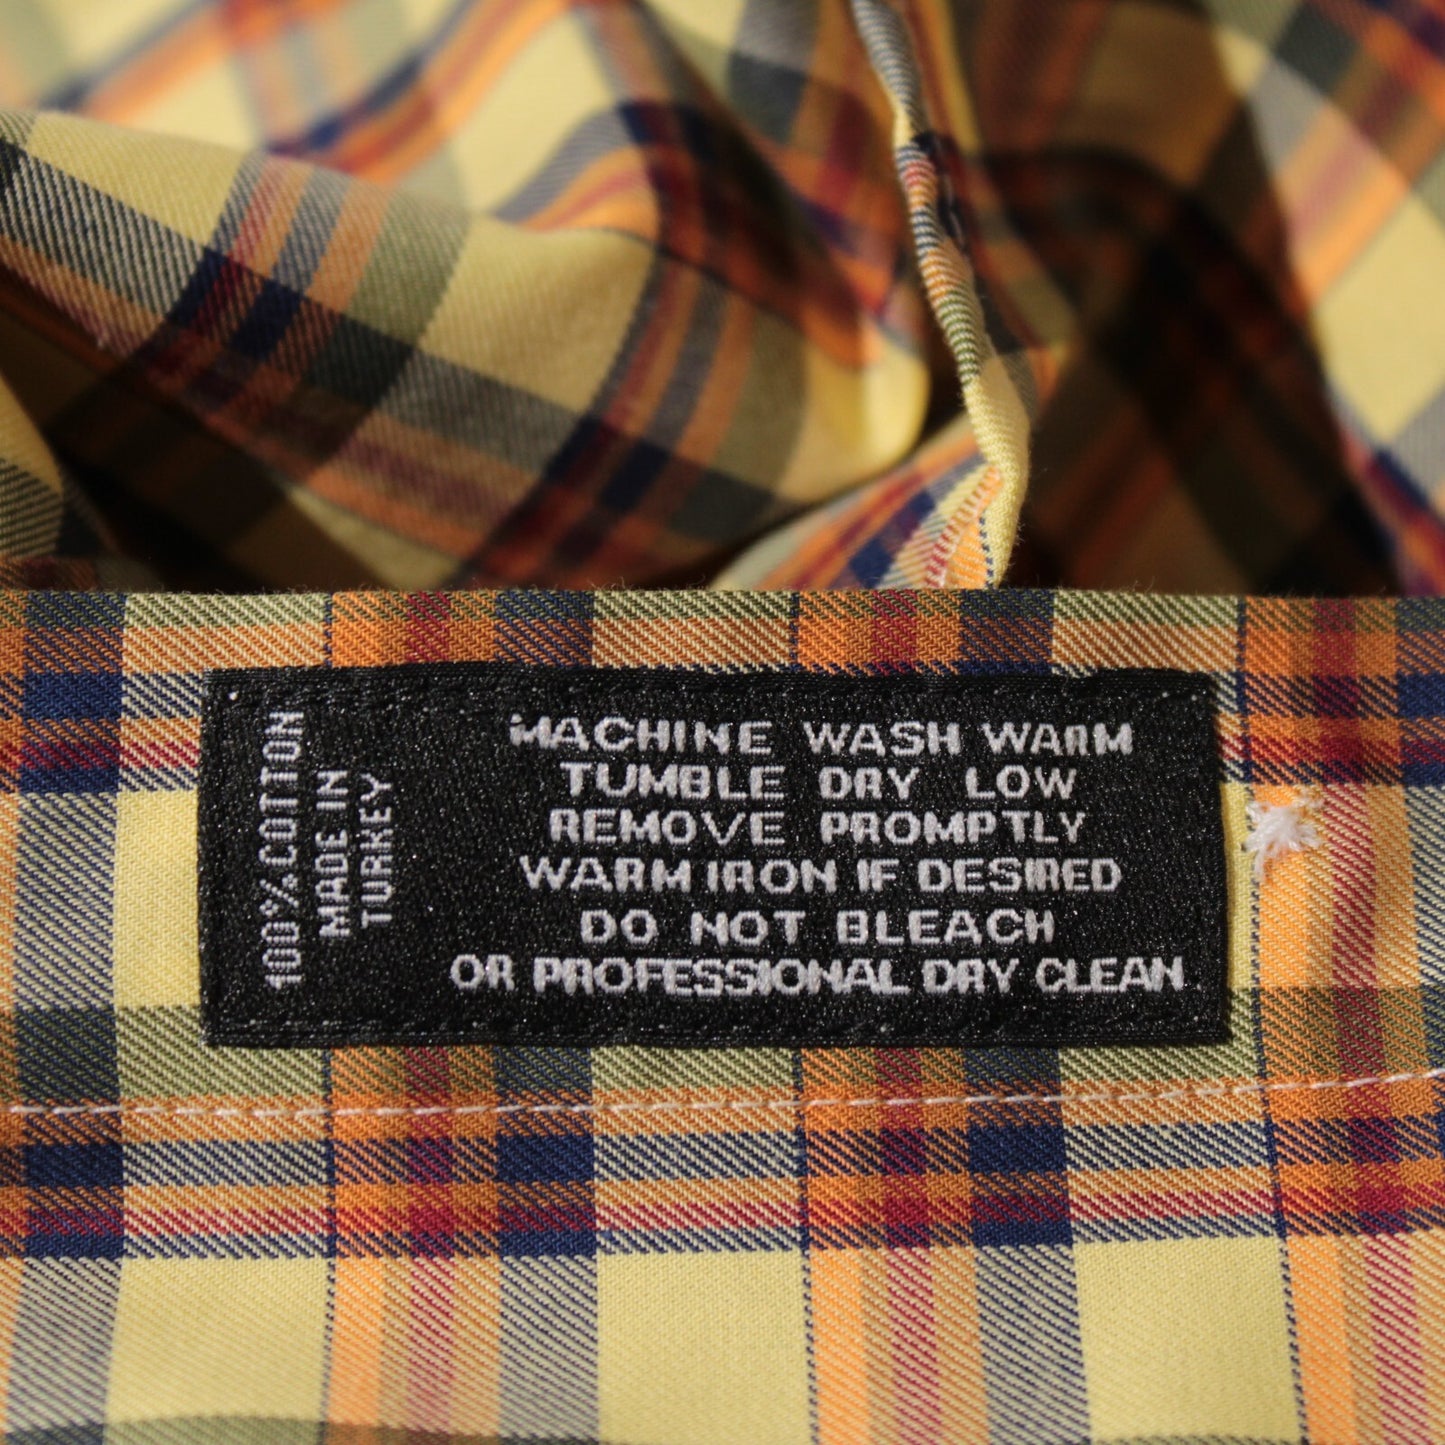 100% COTTON
MADE IN
TURKEY
MACHINE WASH WARM
TUMBLE DRY LOW
REMOVE PROMPTLY
WARM IRON IF DESIRED
DO NOT BLEACH
OR PROFESSIONAL DRY CLEAN